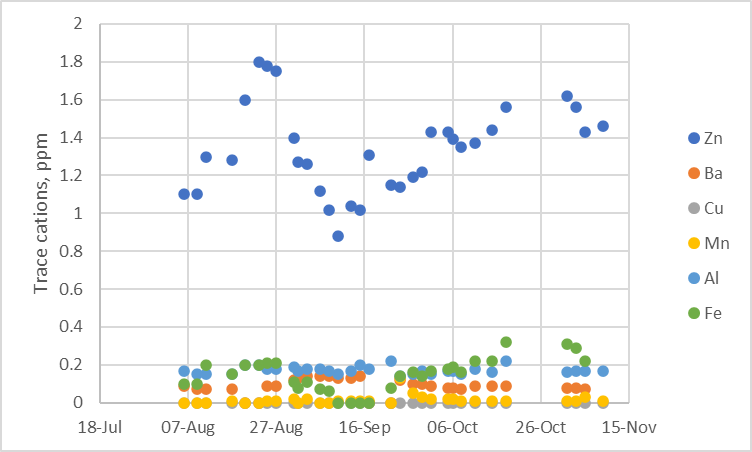 2
1.8
1.6
1.4
1.2
1
0.8
0.6
0.4
0.2
0
Trace cations, ppm
18-Jul 07-Aug 27-Aug 16-Sep 06-Oct 26-Oct 15-Nov
Zn
Ba
Cu
Mn
Al
Fe